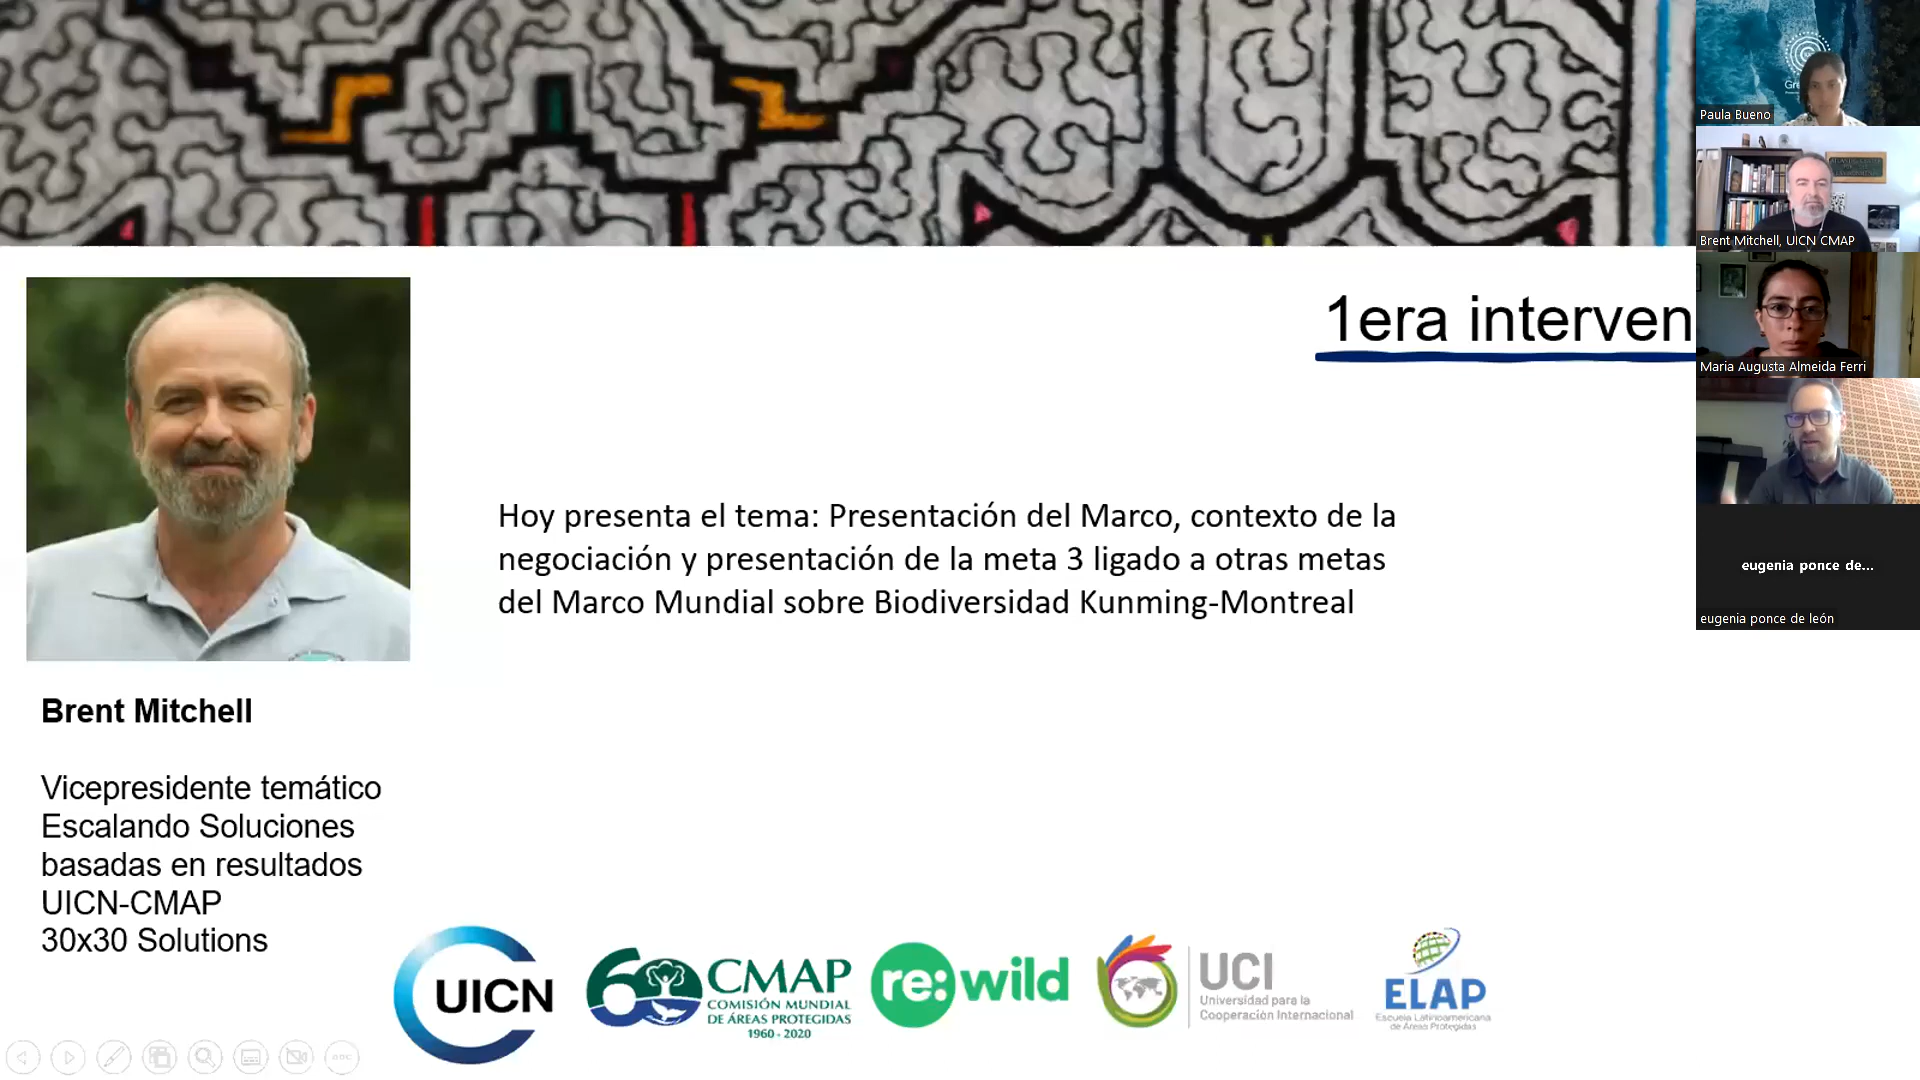 1era interven
Hoy presenta el tema: Presentación del Marco, contexto de la
negociación y presentación de la meta 3 ligado a otras metas
del Marco Mundial sobre Biodiversidad Kunming-Montreal
Brent Mitchell
Vicepresidente temático
Escalando Soluciones
basadas en resultados
UICN-CMAP
30x30 Solutions
UICN
60 CMAP
COMISIÓN MUNDIAL
DE ÁREAS PROTEGIDAS
1960 - 2020
re:wild
UCI
Universidad para la
Cooperación Internacional
ELAP
Escuela Latinoamericana
de Áreas Protegidas
Paula Bueno
Brent Mitchell, UICN CMAP
Maria Augusta Almeida Ferri
eugenia ponce de...
eugenia ponce de león